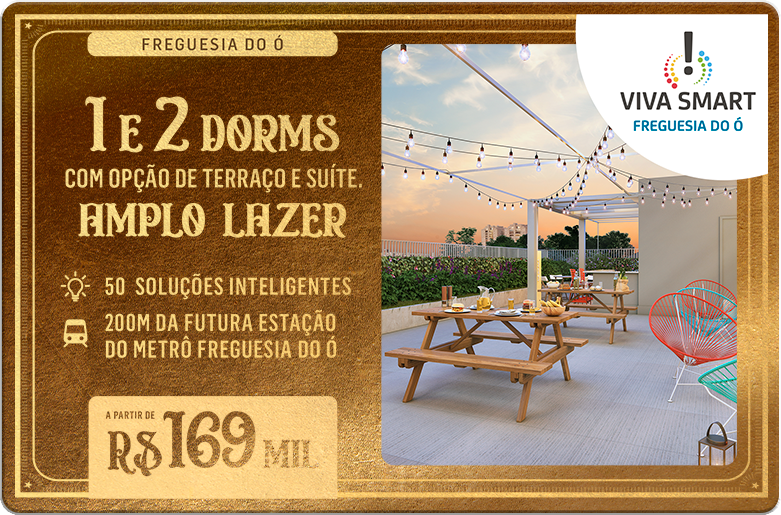 FREGUESIA DO Ó
1 E 2 DORMS
COM OPÇÃO DE TERRAÇO E SUÍTE.
AMPLO LAZER
50 SOLUÇÕES INTELIGENTES
200M DA FUTURA ESTAÇÃO
DO METRÔ FREGUESIA DO Ó
A PARTIR DE
R$ 169 MIL
VIVA SMART
FREGUESIA DO Ó